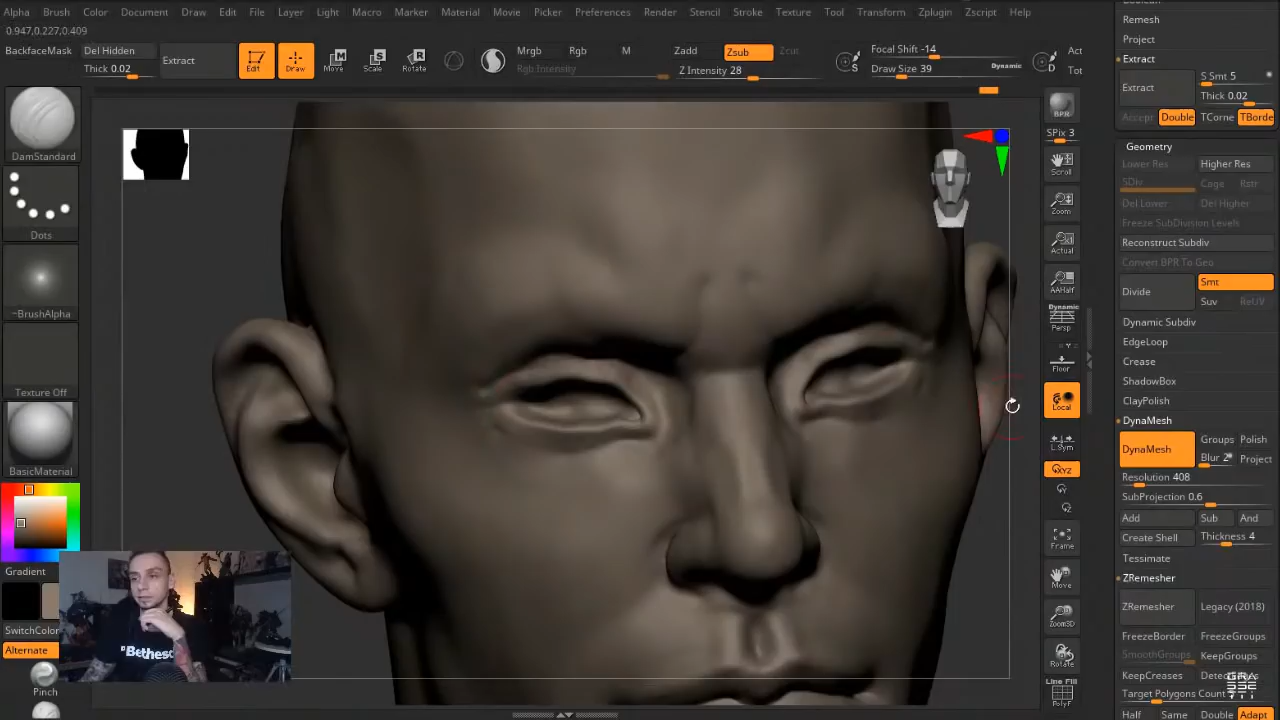 Alpha Brush Color Document Draw Edit File Layer Light Macro Marker Material Movie Picker Preferences Render Stencil Stroke Texture Tool Transform Zplugin Zscript Help
0.947,0.227,0.409
BackfaceMask
Del Hidden
Thick 0.02
Extract
Edit
Draw
Move
Scale
Rotate
Mrgb Rgb M
Rgb Intensity
Zadd Zsub Zcut
Z Intensity 28
S
Focal Shift -14
Draw Size 39
Dynamic
D
Act
Tot
DamStandard
Dots
~BrushAlpha
Texture Off
BasicMaterial
Gradient
SwitchColor
Alternate
Pinch
"Bethesd
BPR
SPix 3
Scroll
Zoom
Actual
AAHalf
Dynamic
Persp
Floor
Local
L.Sym
XYZ
Frame
Move
Zoom3D
Rotate
Line Fill
PolyF
Remesh
Project
Extract
Extract
S Smt 5
Thick 0.02
Accept Double TCorne TBorde
Geometry
Lower Res Higher Res
SDiv Cage Rstr
Del Lower Del Higher
Freeze SubDivision Levels
Reconstruct Subdiv
Convert BPR To Geo
Divide
Smt
Suv ReUV
Dynamic Subdiv
EdgeLoop
Crease
ShadowBox
ClayPolish
DynaMesh
DynaMesh
Groups Polish
Blur 2 Project
Resolution 408
SubProjection 0.6
Add Sub And
Create Shell Thickness 4
Tessimate
ZRemesher
ZRemesher Legacy (2018)
FreezeBorder FreezeGroups
SmoothGroups KeepGroups
KeepCreases
Target Polygons Count
Half Same Double Adapt